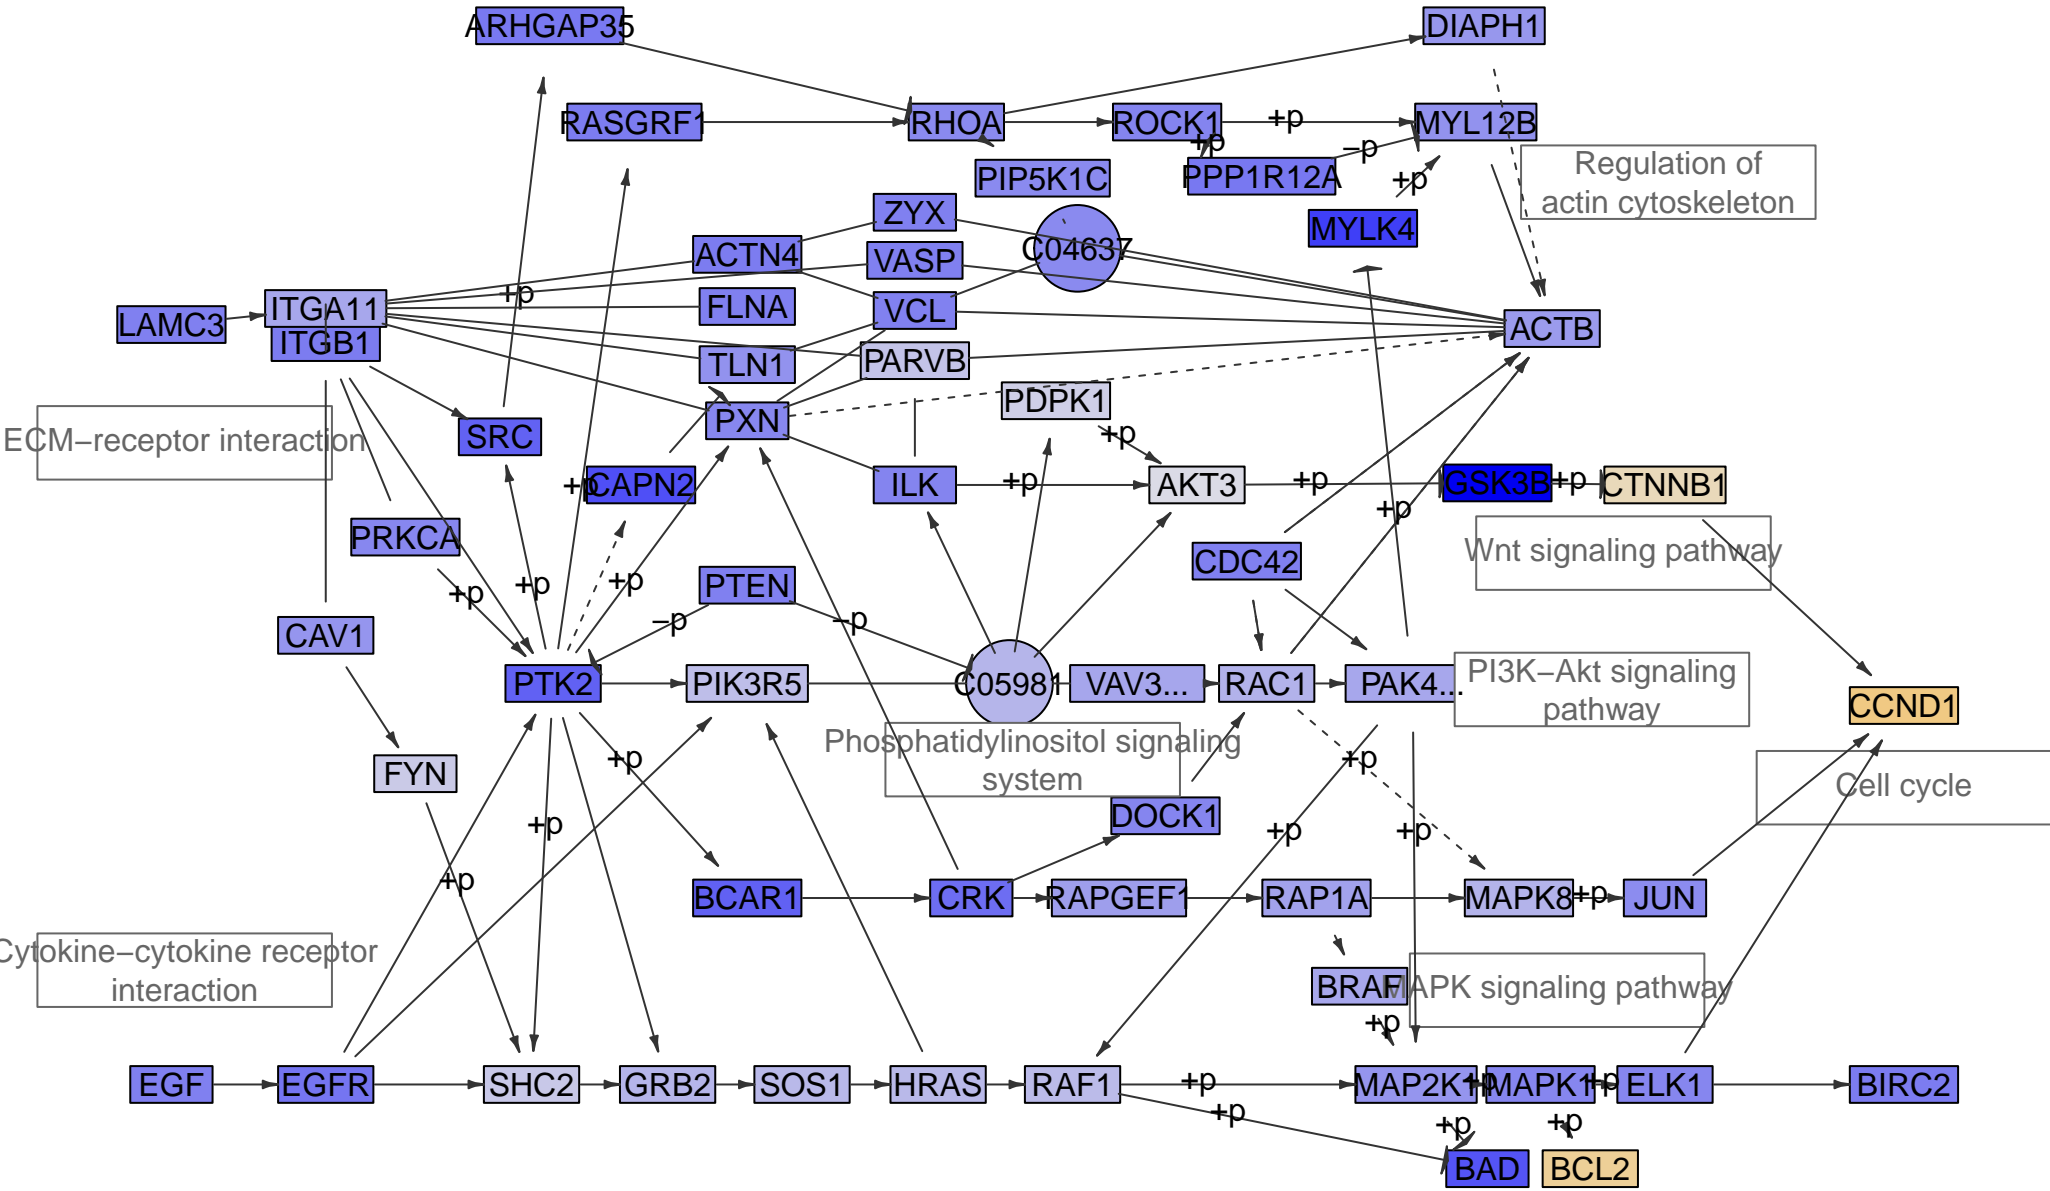 ARHGAP35
DIAPH1
RASGRF1
RHOA
ROCK1
+p
MYL12B
+p
−p
PIP5K1C
PPP1R12A
+p
Regulation of
actin cytoskeleton
ZYX
MYLK4
ACTN4
VASP
C04637
+p
ITGA11
FLNA
VCL
LAMC3
ITGB1
ACTB
TLN1
PARVB
PDPK1
PXN
+p
ECM−receptor interaction
SRC
+p
CAPN2
ILK
+p
AKT3
+p
GSK3B
+p
CTNNB1
+p
PRKCA
CDC42
Wnt signaling pathway
+p
+p
+p
PTEN
−p
−p
CAV1
PTK2
PIK3R5
C05981
VAV3...
RAC1
PAK4...
PI3K−Akt signaling
pathway
CCND1
Phosphatidylinositol signaling
system
+p
+p
FYN
Cell cycle
+p
DOCK1
+p
+p
+p
BCAR1
CRK
RAPGEF1
RAP1A
MAPK8
+p
JUN
Cytokine−cytokine receptor
interaction
BRAF
MAPK signaling pathway
+p
EGF
EGFR
SHC2
GRB2
SOS1
HRAS
RAF1
+p
MAP2K1
+p
MAPK1
+p
ELK1
BIRC2
+p
+p
+p
BAD
BCL2